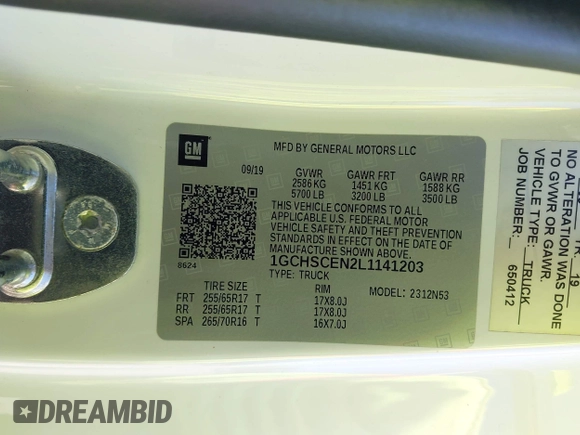 GM
MFD BY GENERAL MOTORS LLC
09/19
GVWR GAWR FRT GAWR RR
2586 KG 1451 KG 1588 KG
5700 LB 3200 LB 3500 LB
THIS VEHICLE CONFORMS TO ALL
APPLICABLE U.S. FEDERAL MOTOR
VEHICLE SAFETY AND THEFT PREVENTION
STANDARDS IN EFFECT ON THE DATE OF
MANUFACTURE SHOWN ABOVE.
8624
1GCHSCEN2L1141203
TYPE: TRUCK
TIRE SIZE RIM MODEL: 2312N53
FRT 255/65R17 T 17X8.0J
RR 255/65R17 T 17X8.0J
SPA 265/70R16 T 16X7.0J
19
NO ALTERATION WAS DONE
TO GVWR OR GAWR.
VEHICLE TYPE: TRUCK
JOB NUMBER: 650412
DREAMBID